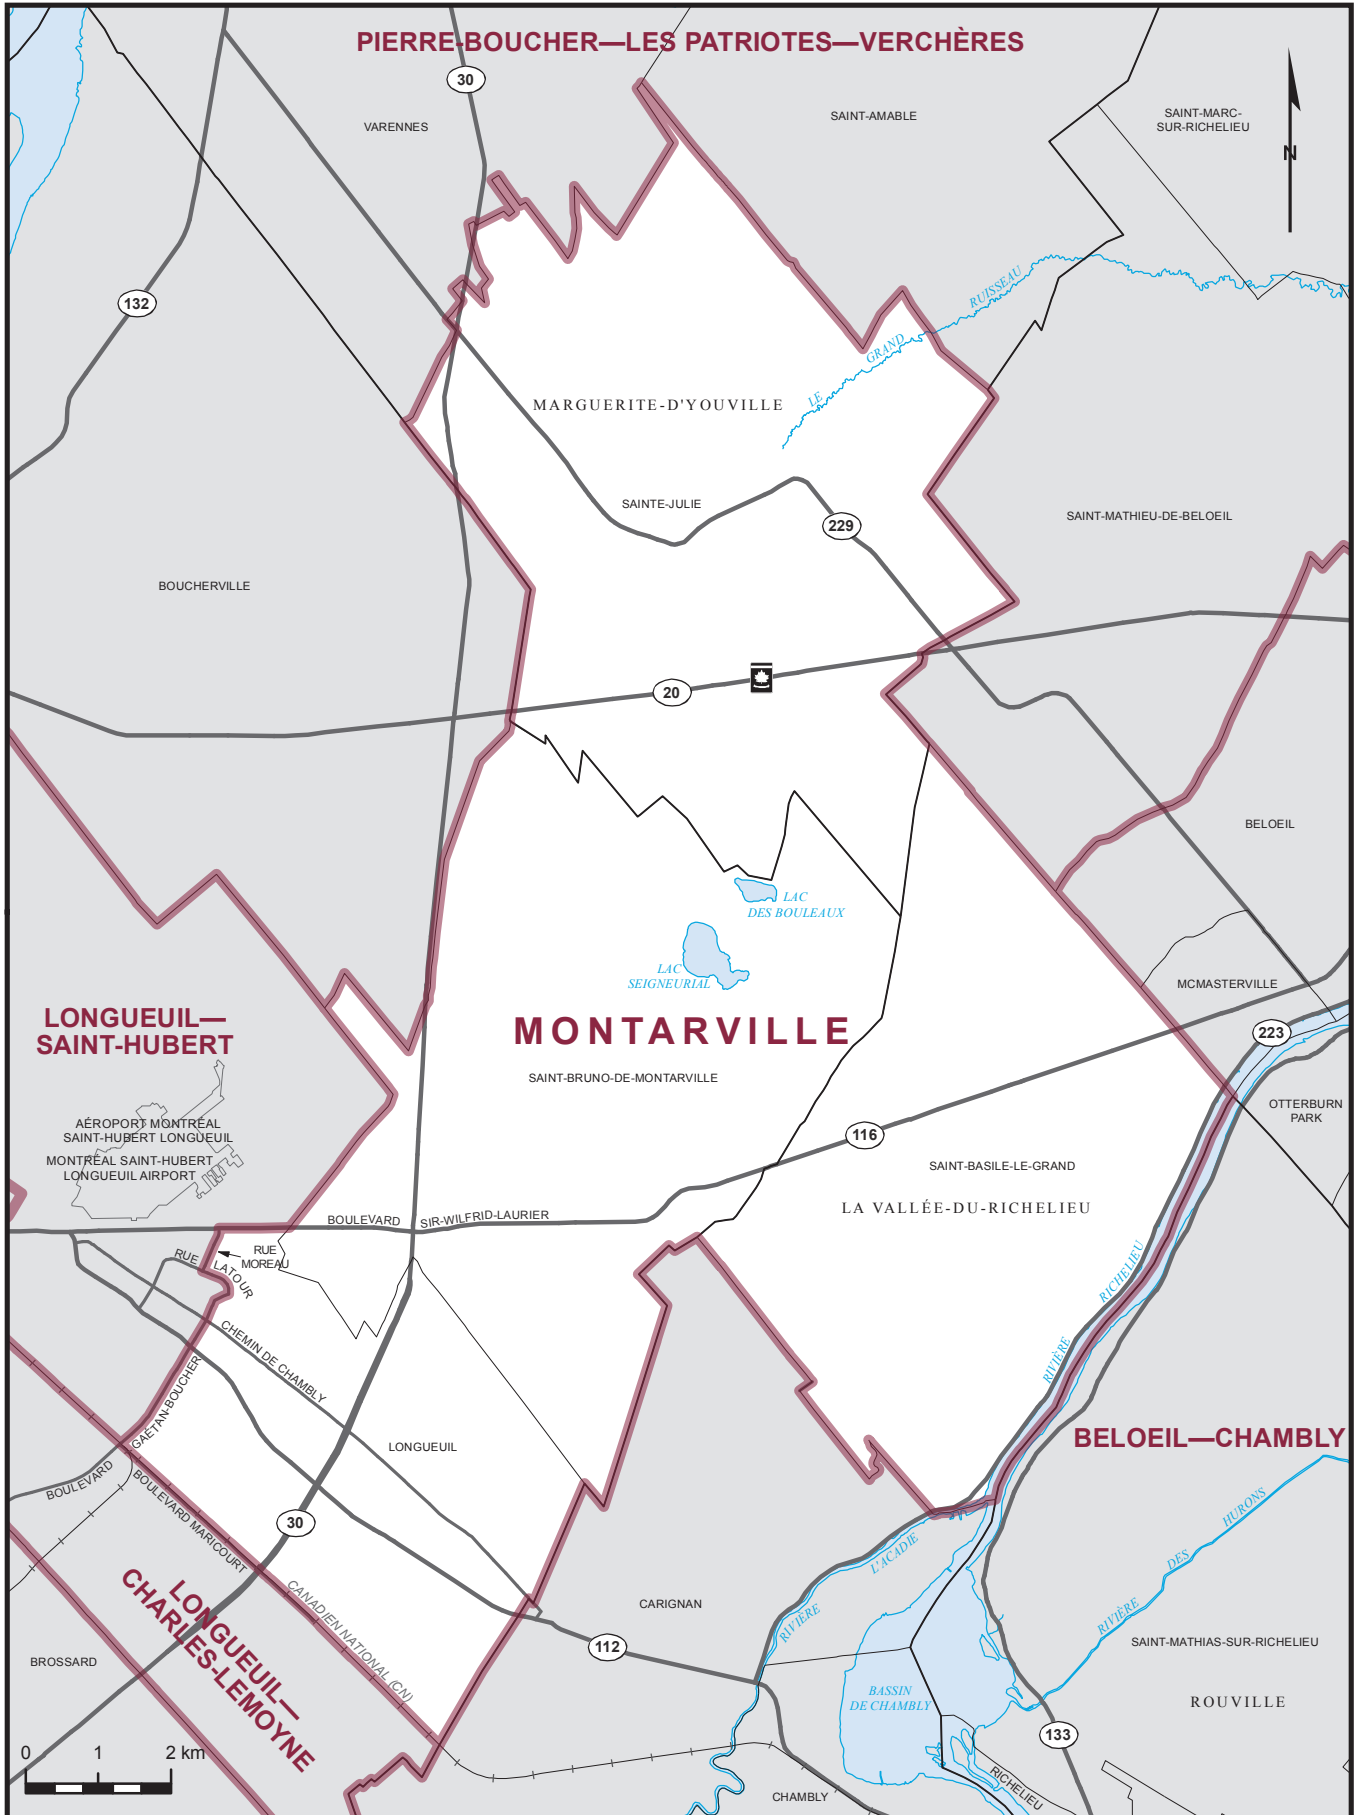 PIERRE-BOUCHER—LES PATRIOTES—VERCHÈRES
30
VARENNES
SAINT-AMABLE
SAINT-MARC-
SUR-RICHELIEU
N
132
LE
GRAND
RUISSEAU
MARGUERITE-D'YOUVILLE
SAINTE-JULIE
229
SAINT-MATHIEU-DE-BELOEIL
BOUCHERVILLE
20
BELOEIL
LAC
DES BOULEAUX
LAC
SEIGNEURIAL
MCMASTERVILLE
LONGUEUIL—
SAINT-HUBERT
MONTARVILLE
223
SAINT-BRUNO-DE-MONTARVILLE
OTTERBURN
PARK
AÉROPORT MONTRÉAL
SAINT-HUBERT LONGUEUIL
MONTRÉAL SAINT-HUBERT
LONGUEUIL AIRPORT
116
SAINT-BASILE-LE-GRAND
LA VALLÉE-DU-RICHELIEU
BOULEVARD
SIR-WILFRID-LAURIER
RUE
MOREAU
RUE
LATOUR
RIVIÈRE
RICHELIEU
CHEMIN DE CHAMBLY
BOULEVARD
GAÉTAN-BOUCHER
LONGUEUIL
BELOEIL—CHAMBLY
BOULEVARD MARICOURT
30
RIVIÈRE
DES
HURONS
RIVIÈRE
L'ACADIE
CANADIEN NATIONAL (CN)
LONGUEUIL—
CHARLES-LEMOYNE
CARIGNAN
112
SAINT-MATHIAS-SUR-RICHELIEU
BROSSARD
BASSIN
DE CHAMBLY
ROUVILLE
133
0 1 2 km
RICHELIEU
CHAMBLY